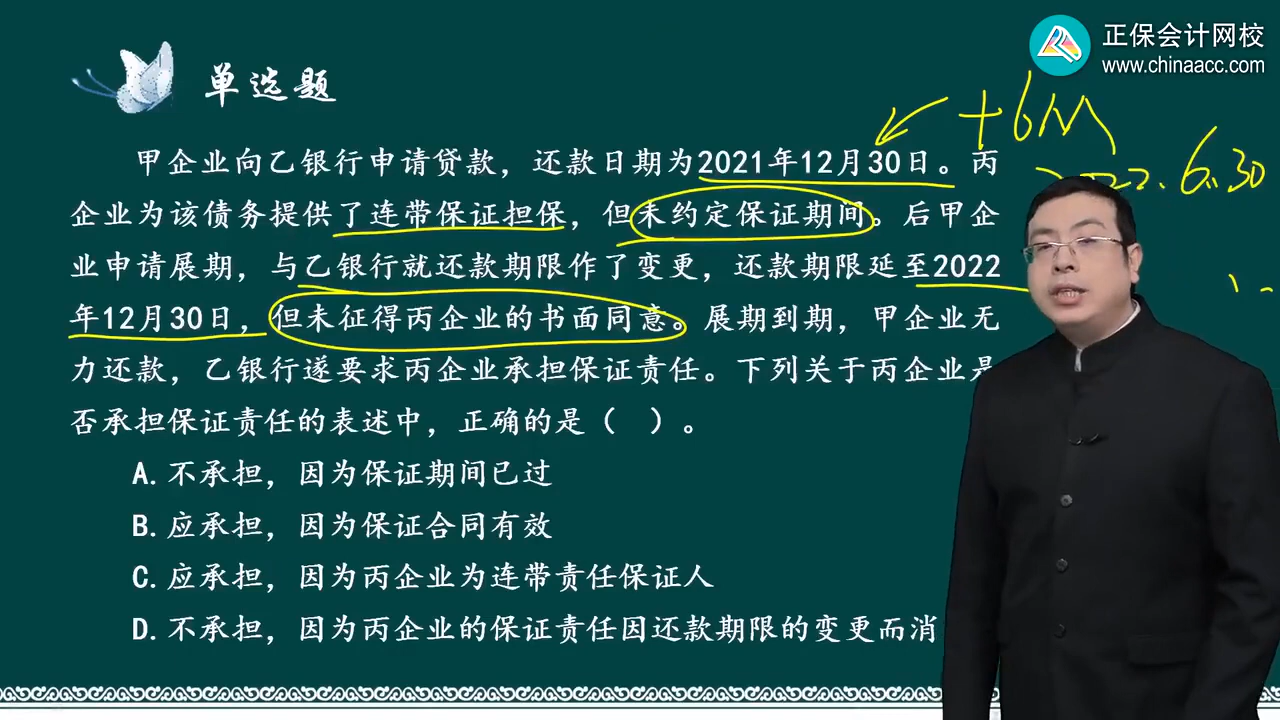 正保会计网校
www.chinaacc.com
单选题
+6M
2022.6.30
甲企业向乙银行申请贷款，还款日期为2021年12月30日。丙
企业为该债务提供了连带保证担保，但未约定保证期间。后甲企
业申请展期，与乙银行就还款期限作了变更，还款期限延至2022
年12月30日，但未征得丙企业的书面同意。展期到期，甲企业无
力还款，乙银行遂要求丙企业承担保证责任。下列关于丙企业是
否承担保证责任的表述中，正确的是（ ）。
A.不承担，因为保证期间已过
B.应承担，因为保证合同有效
C.应承担，因为丙企业为连带责任保证人
D.不承担，因为丙企业的保证责任因还款期限的变更而消